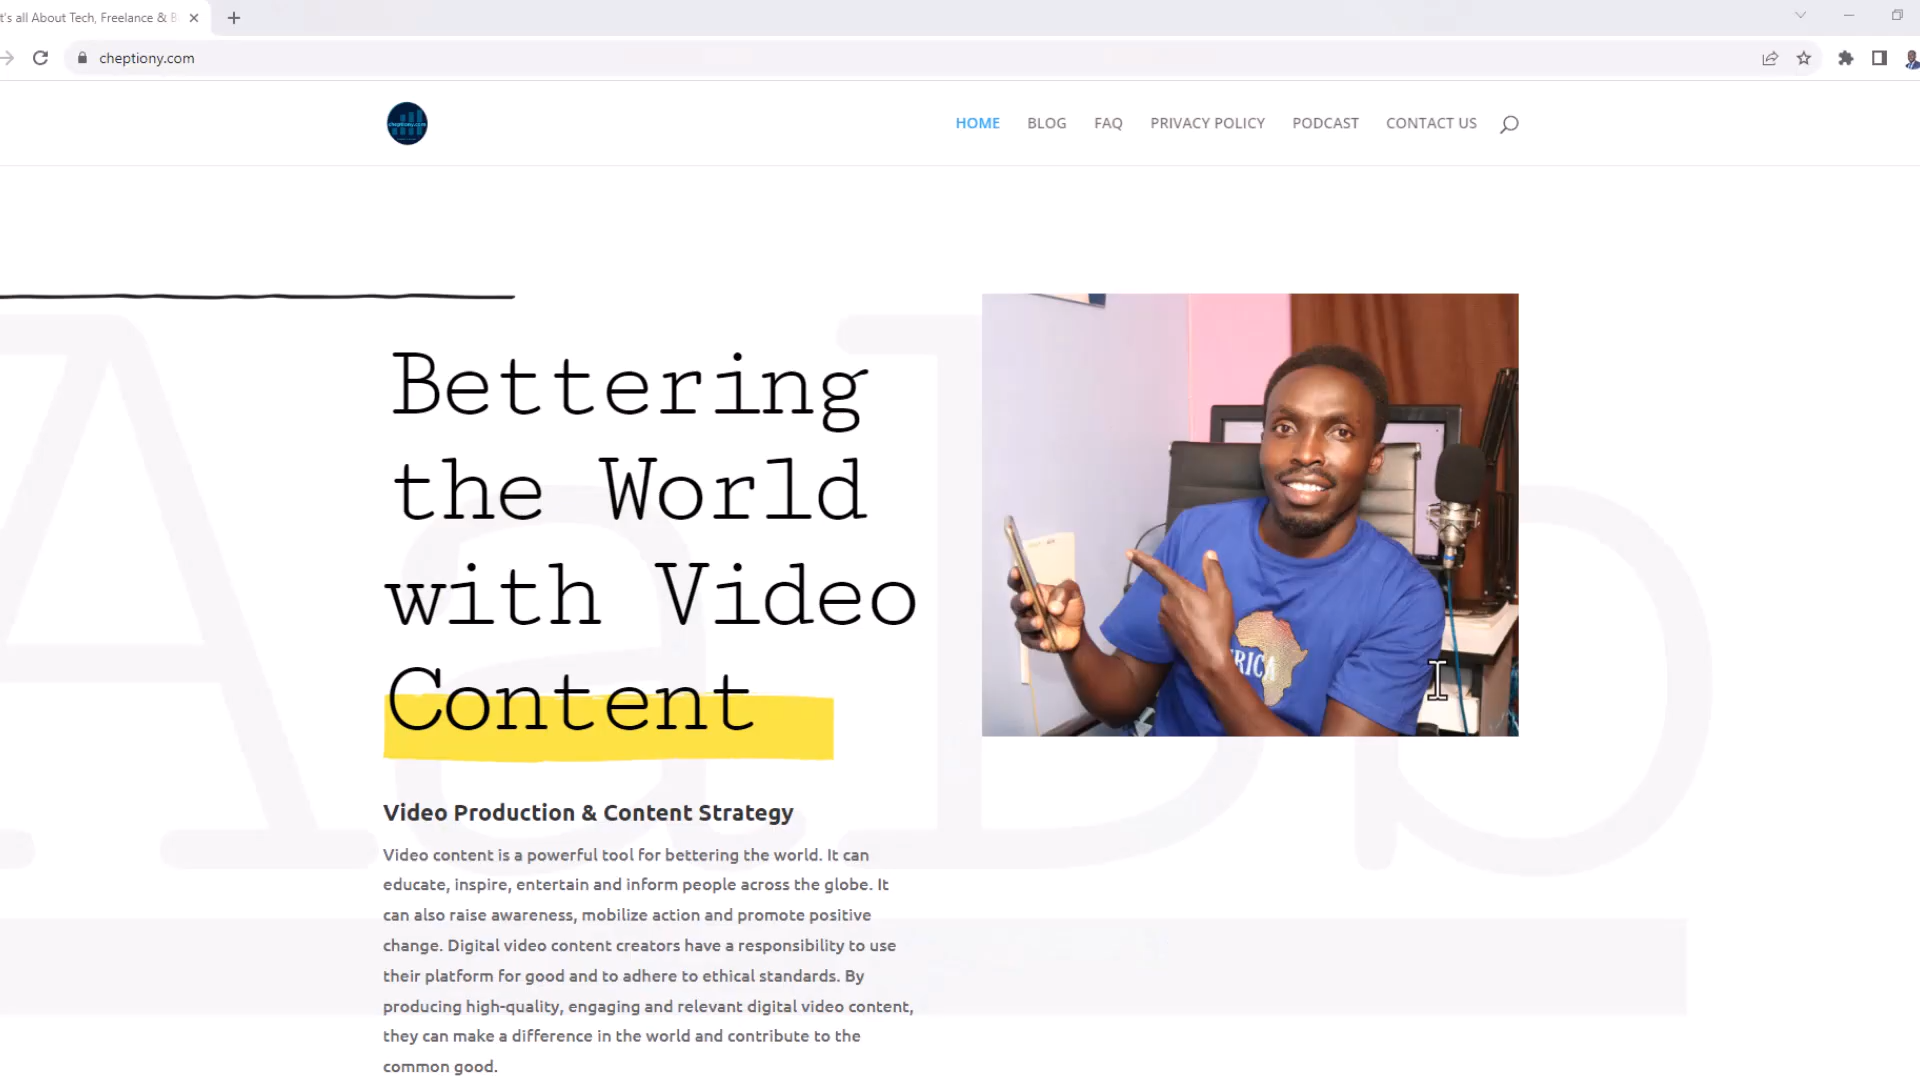 t's all About Tech, Freelance & B
cheptiony.com
cheptiony.com
HOME BLOG FAQ PRIVACY POLICY PODCAST CONTACT US
Bettering
the World
with Video
Content
RICA
Video Production & Content Strategy
Video content is a powerful tool for bettering the world. It can
educate, inspire, entertain and inform people across the globe. It
can also raise awareness, mobilize action and promote positive
change. Digital video content creators have a responsibility to use
their platform for good and to adhere to ethical standards. By
producing high-quality, engaging and relevant digital video content,
they can make a difference in the world and contribute to the
common good.
A a B b